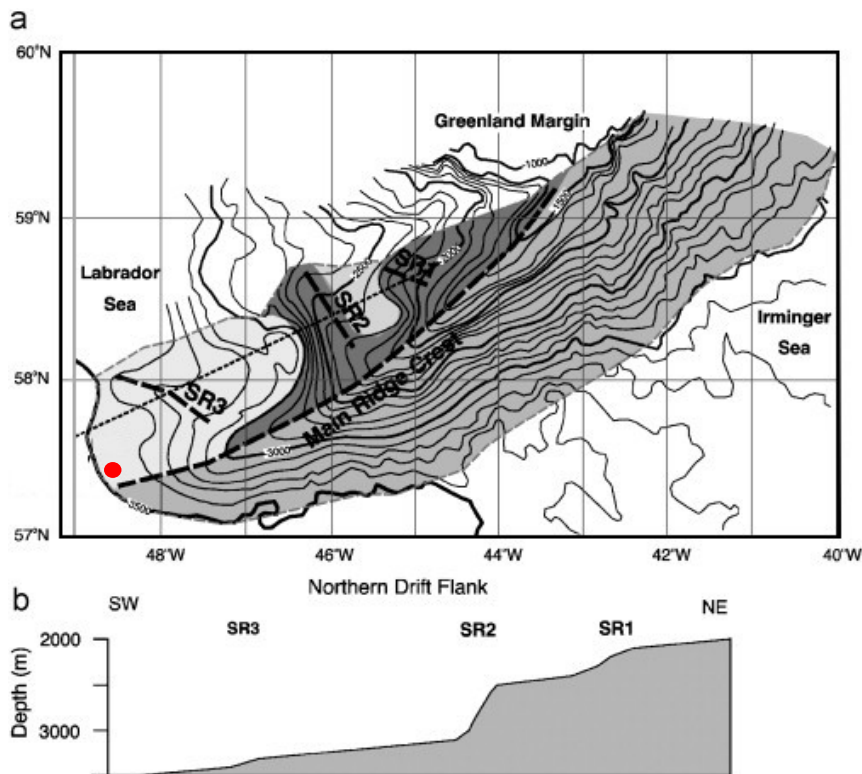 a
60°N
Greenland Margin
-1000
59°N
-1500
-2000
-2500
SR1
Labrador
Sea
SR2
Irminger
Sea
58°N
Main Ridge Crest
SR3
-3000
-3500
57°N
48°W
46°W
44°W
42°W
40°W
Northern Drift Flank
b
SW
NE
SR3
SR2
SR1
2000
3000
Depth (m)